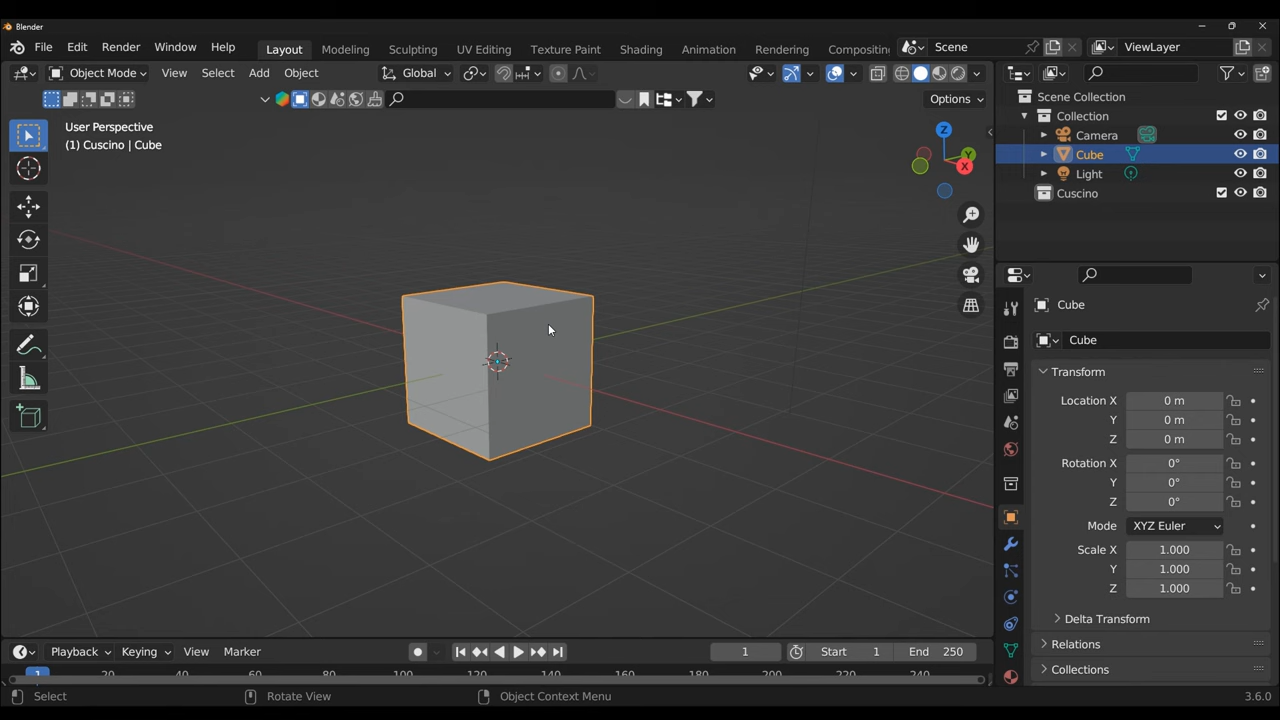 Blender
File Edit Render Window Help Layout Modeling Sculpting UV Editing Texture Paint Shading Animation Rendering Compositing Scene ViewLayer
Object Mode View Select Add Object Global
Options
User Perspective
(1) Cuscino | Cube
Z
Y
X
Scene Collection
Collection
Camera
Cube
Light
Cuscino
Cube
Cube
Transform
Location X 0 m
Y 0 m
Z 0 m
Rotation X 0°
Y 0°
Z 0°
Mode XYZ Euler
Scale X 1.000
Y 1.000
Z 1.000
Delta Transform
Relations
Collections
Playback Keying View Marker 1 Start 1 End 250
1 20 40 60 80 100 120 140 160 180 200 220 240
Select Rotate View Object Context Menu 3.6.0